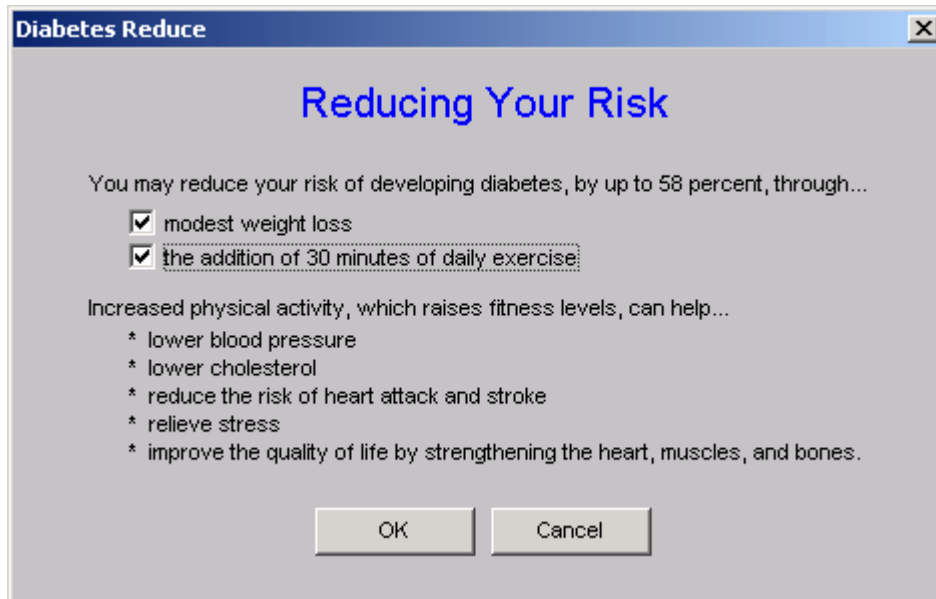 Diabetes Reduce
Reducing Your Risk
You may reduce your risk of developing diabetes, by up to 58 percent, through...
modest weight loss
the addition of 30 minutes of daily exercise
Increased physical activity, which raises fitness levels, can help...
* lower blood pressure
* lower cholesterol
* reduce the risk of heart attack and stroke
* relieve stress
* improve the quality of life by strengthening the heart, muscles, and bones.
OK Cancel